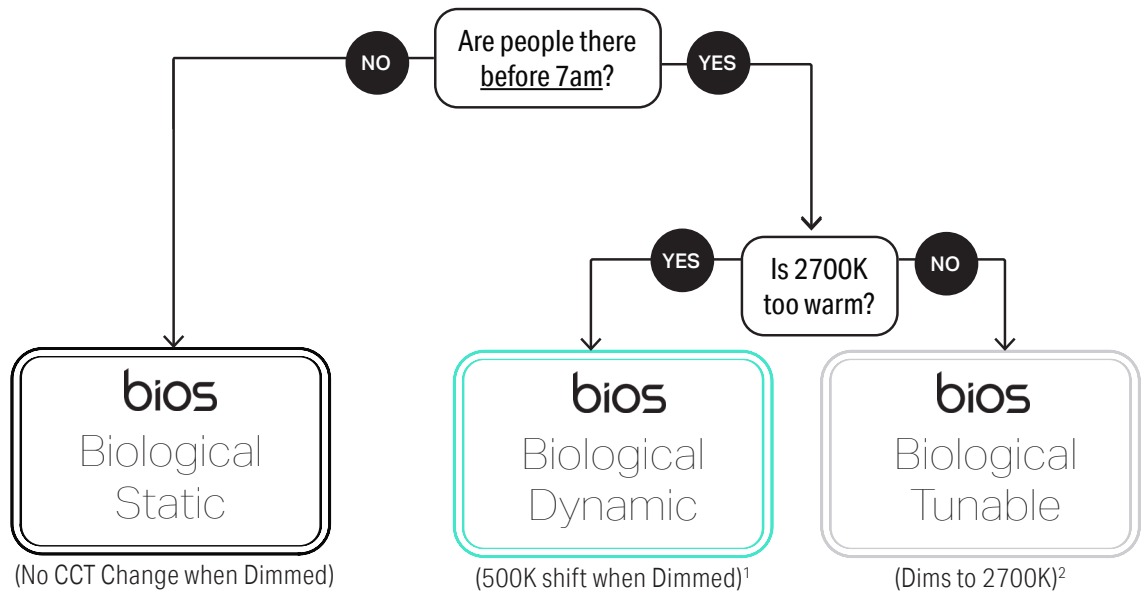 Are people there
before 7am?
NO
YES
Is 2700K
too warm?
YES
NO
bios
Biological
Static
(No CCT Change when Dimmed)
bios
Biological
Dynamic
(500K shift when Dimmed)¹
bios
Biological
Tunable
(Dims to 2700K)²